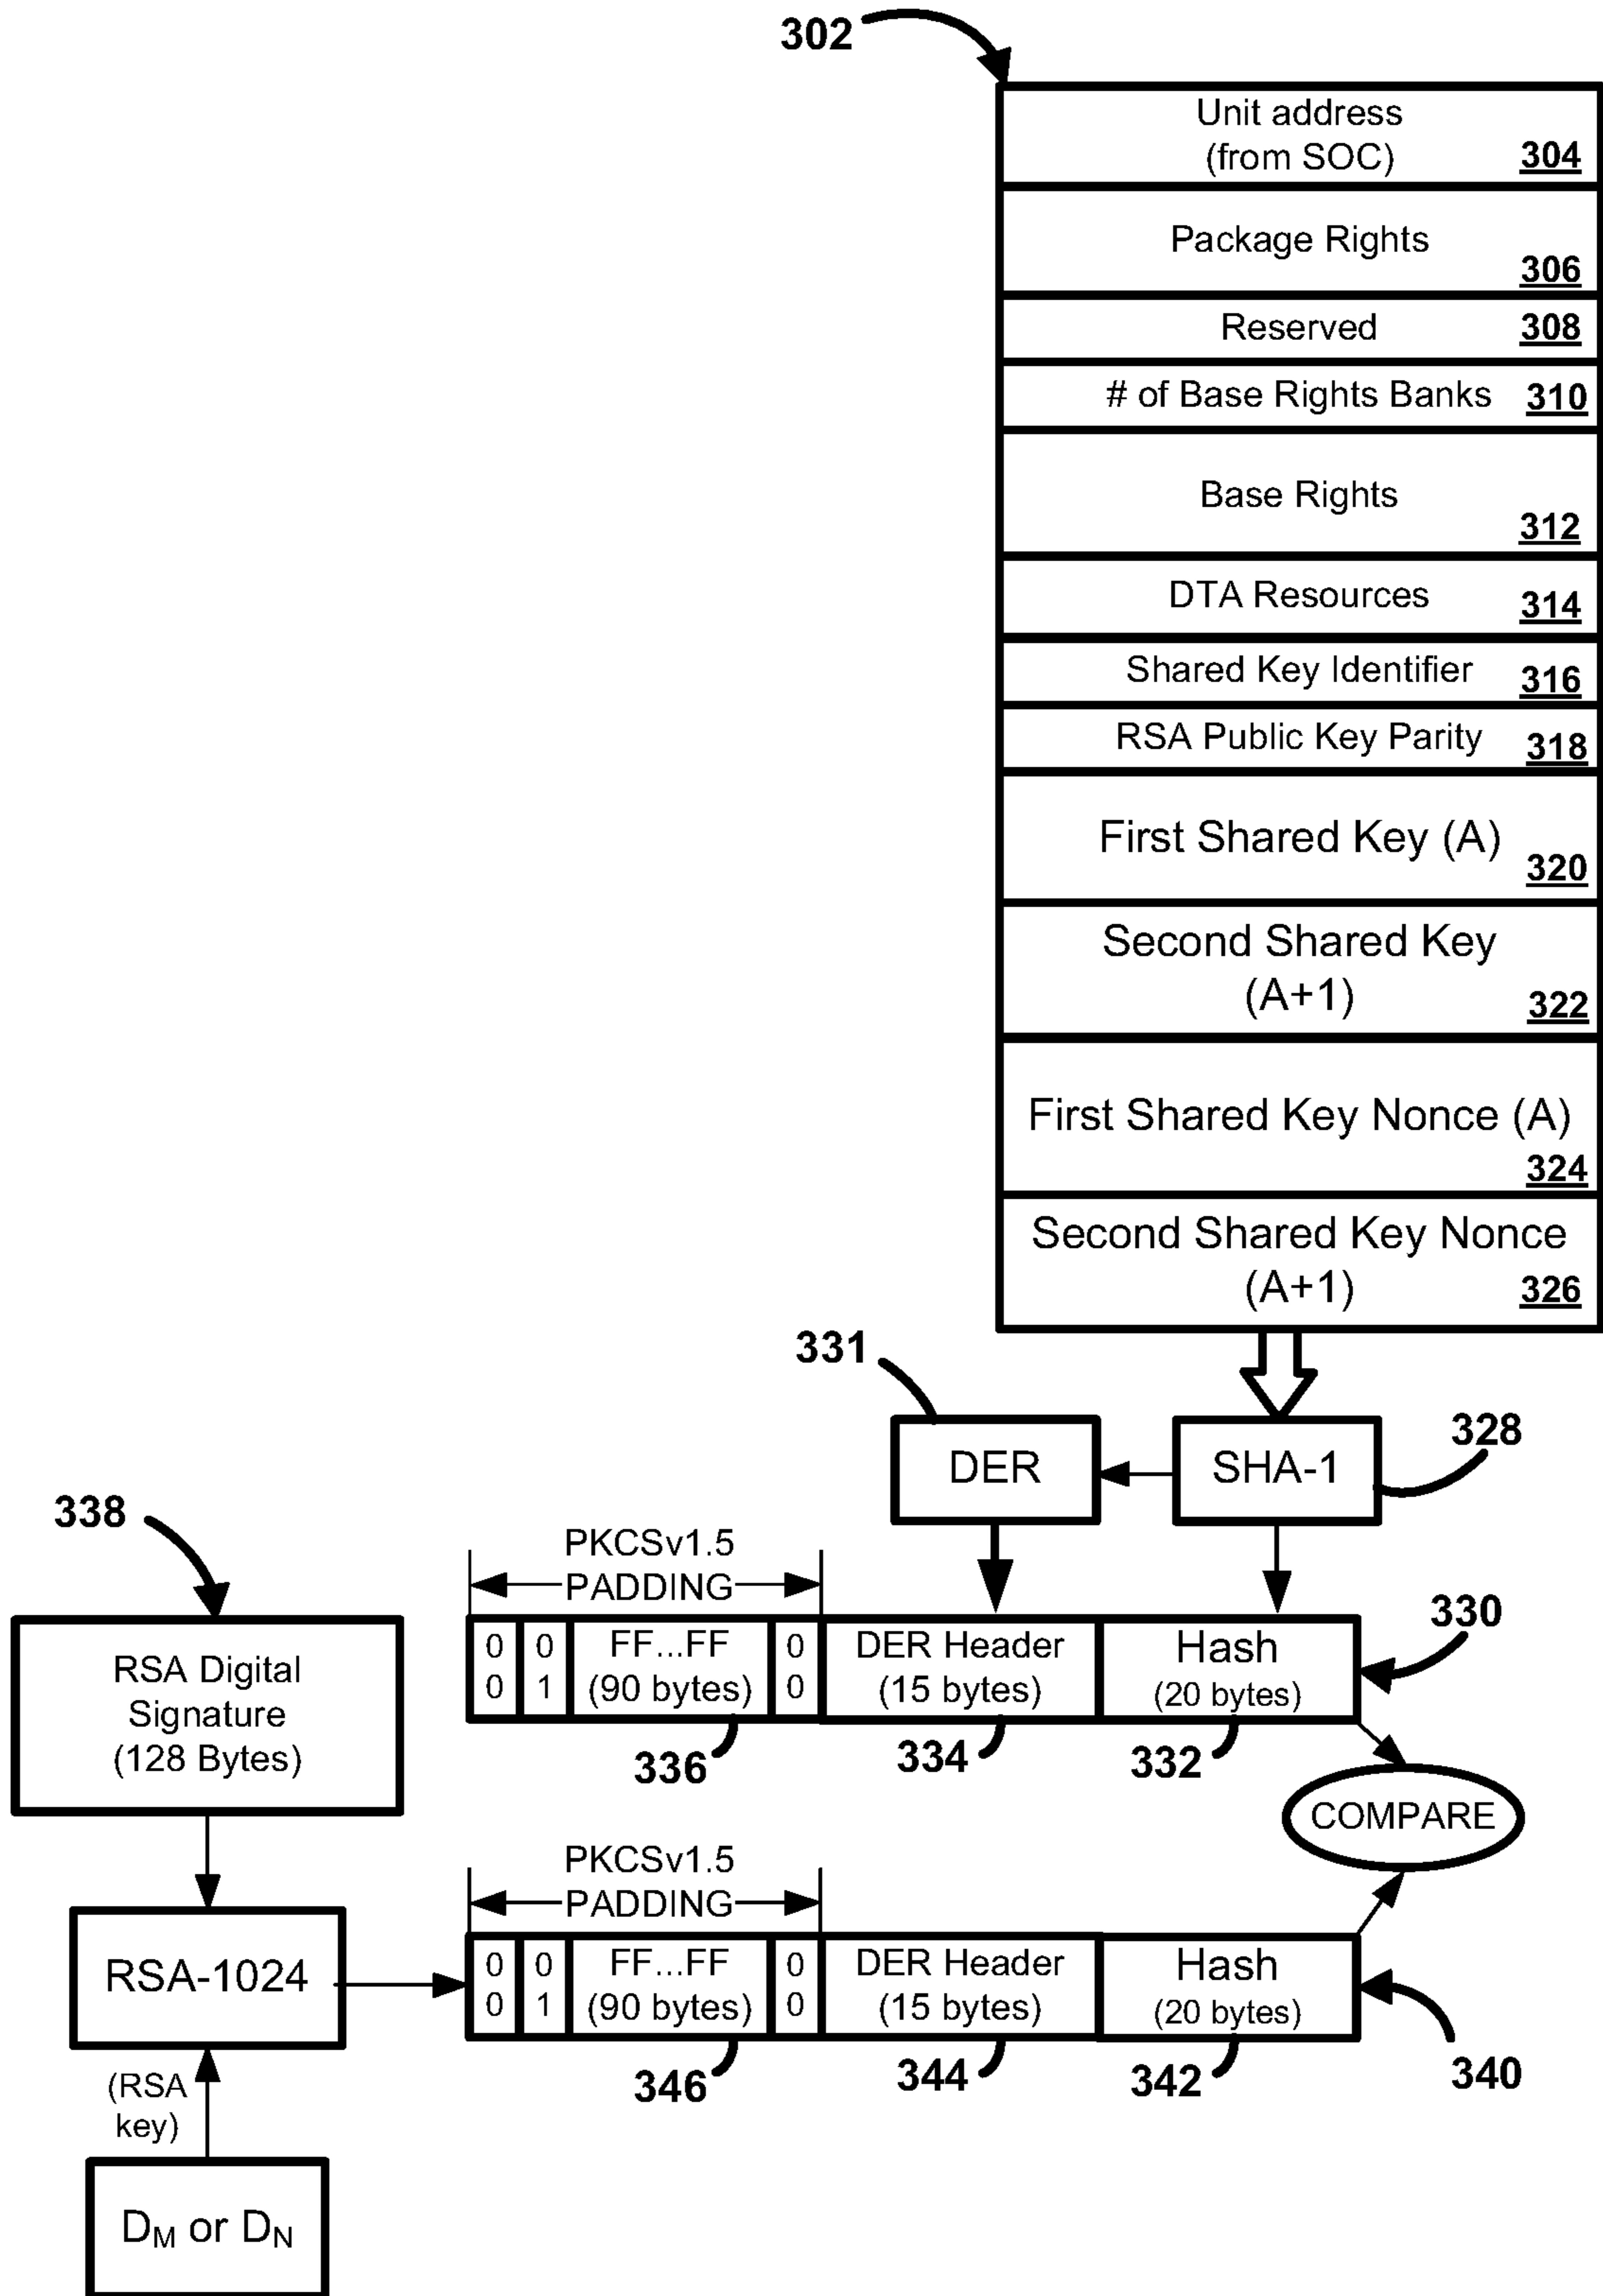 302
Unit address
(from SOC) 304
Package Rights
306
Reserved 308
# of Base Rights Banks 310
Base Rights
312
DTA Resources 314
Shared Key Identifier 316
RSA Public Key Parity 318
First Shared Key (A)
320
Second Shared Key
(A+1) 322
First Shared Key Nonce (A)
324
Second Shared Key Nonce
(A+1) 326
331
DER
SHA-1
328
338
PKCSv1.5
PADDING
330
RSA Digital
Signature
(128 Bytes)
0 0 FF...FF 0 DER Header Hash
0 1 (90 bytes) 0 (15 bytes) (20 bytes)
336 334 332
COMPARE
PKCSv1.5
PADDING
RSA-1024
0 0 FF...FF 0 DER Header Hash
0 1 (90 bytes) 0 (15 bytes) (20 bytes)
346 344 342 340
(RSA
key)
DM or DN